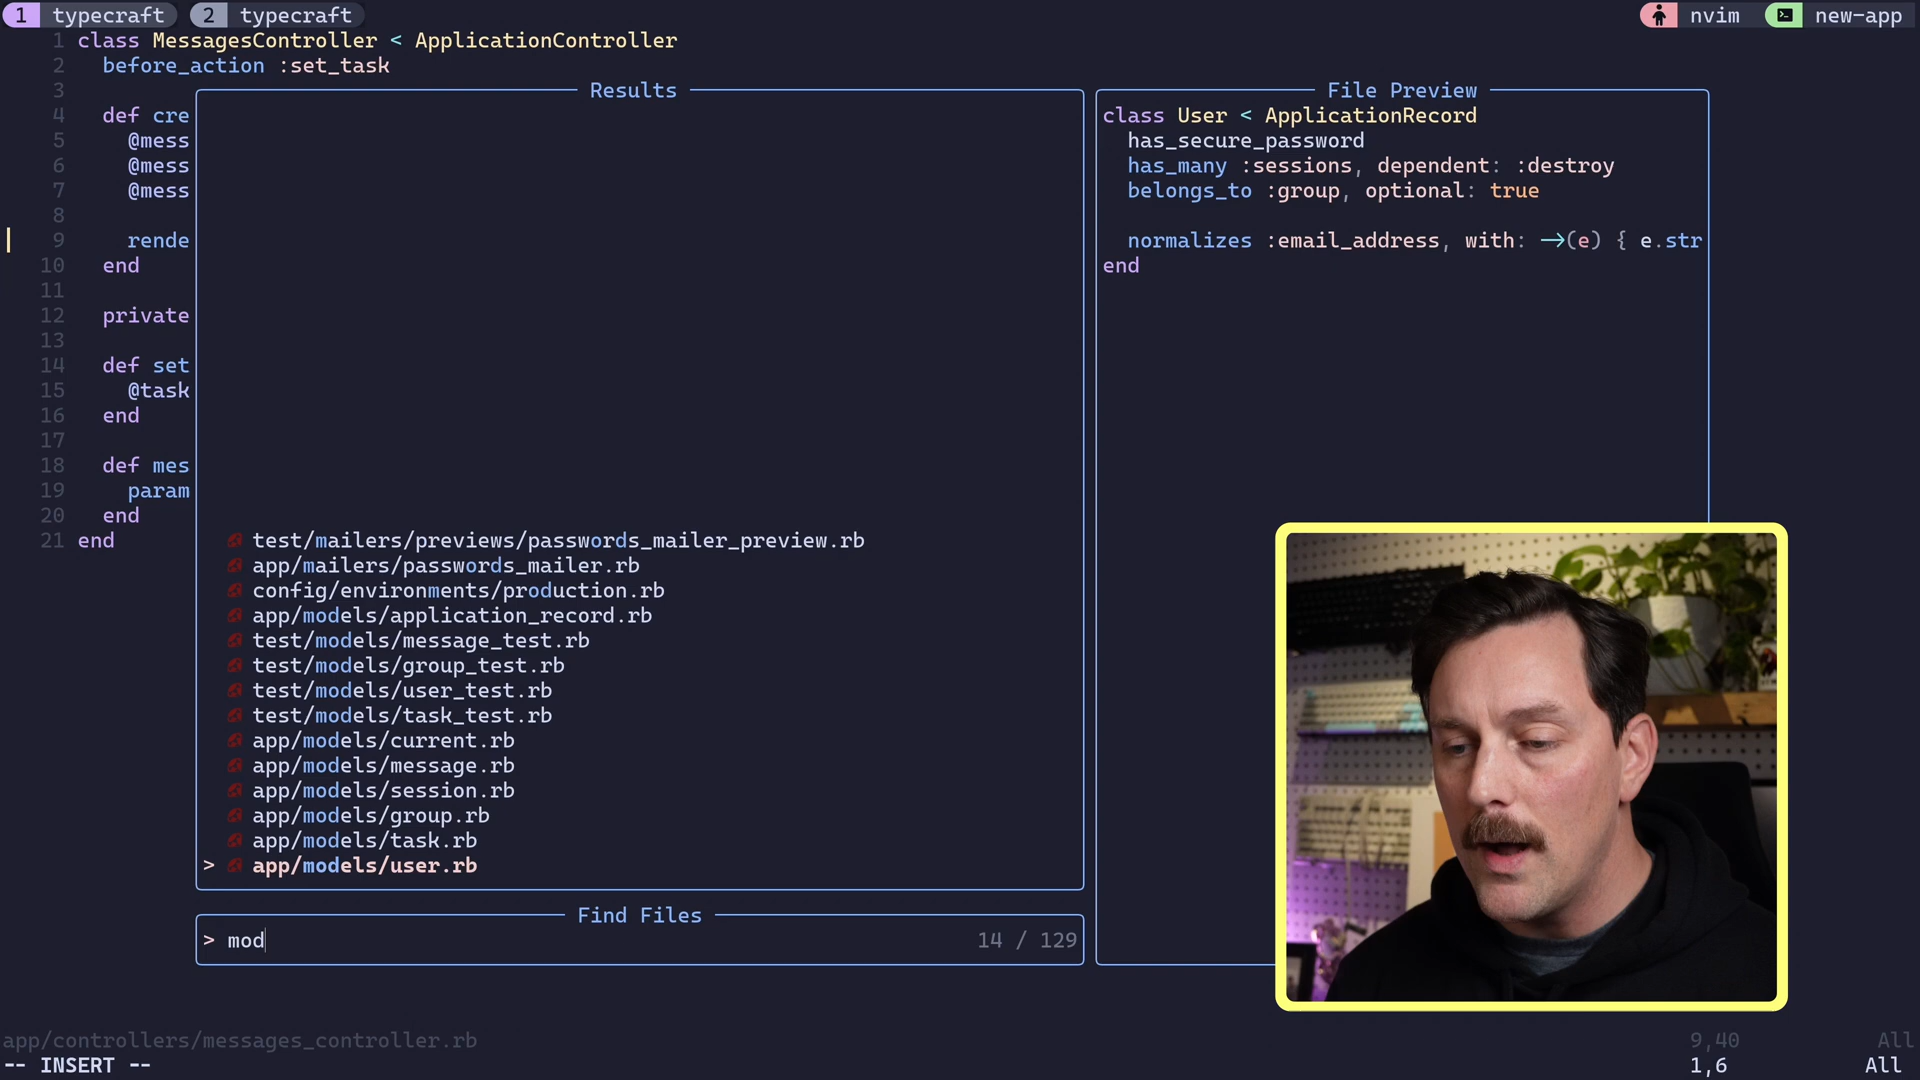 1 typecraft 2 typecraft nvim new-app
1 class MessagesController < ApplicationController
2 before_action :set_task
3
4 def cre
5 @mess
6 @mess
7 @mess
8
9 rende
10 end
11
12 private
13
14 def set
15 @task
16 end
17
18 def mes
19 param
20 end
21 end
Results
test/mailers/previews/passwords_mailer_preview.rb
app/mailers/passwords_mailer.rb
config/environments/production.rb
app/models/application_record.rb
test/models/message_test.rb
test/models/group_test.rb
test/models/user_test.rb
test/models/task_test.rb
app/models/current.rb
app/models/message.rb
app/models/session.rb
app/models/group.rb
app/models/task.rb
> app/models/user.rb
Find Files
> mod 14 / 129
File Preview
class User < ApplicationRecord
has_secure_password
has_many :sessions, dependent: :destroy
belongs_to :group, optional: true
normalizes :email_address, with: ->(e) { e.str
end
app/controllers/messages_controller.rb 9,40 All
-- INSERT -- 1,6 All